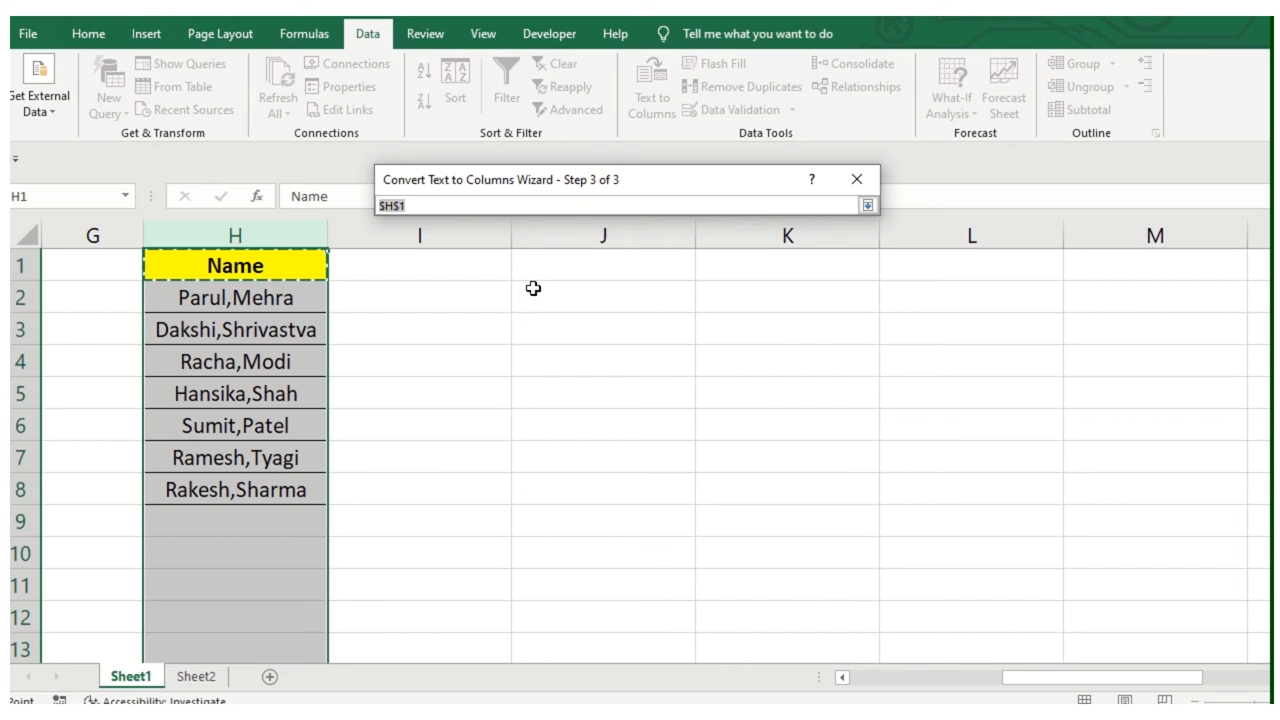 File Home Insert Page Layout Formulas Data Review View Developer Help Tell me what you want to do
Show Queries Connections Clear Flash Fill Consolidate Group
From Table Properties Reapply Remove Duplicates Relationships Ungroup
Get External Data New Query Recent Sources Refresh All Edit Links Sort Filter Advanced Text to Columns Data Validation What-If Analysis Forecast Sheet Subtotal
Get & Transform Connections Sort & Filter Data Tools Forecast Outline
Convert Text to Columns Wizard - Step 3 of 3 ?
H1 fx Name $H$1
G H I J K L M
1 Name
2 Parul,Mehra
3 Dakshi,Shrivastva
4 Racha,Modi
5 Hansika,Shah
6 Sumit,Patel
7 Ramesh,Tyagi
8 Rakesh,Sharma
9
10
11
12
13
Sheet1 Sheet2
Point Accessibility: Investigate